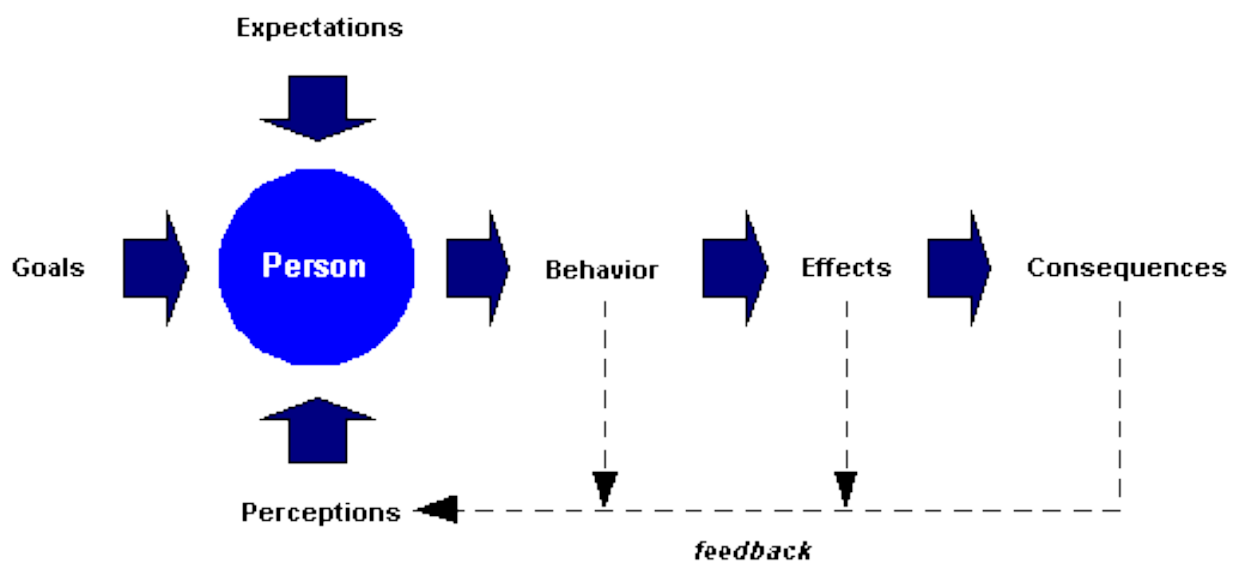 Expectations
Goals
Person
Behavior
Effects
Consequences
Perceptions
feedback